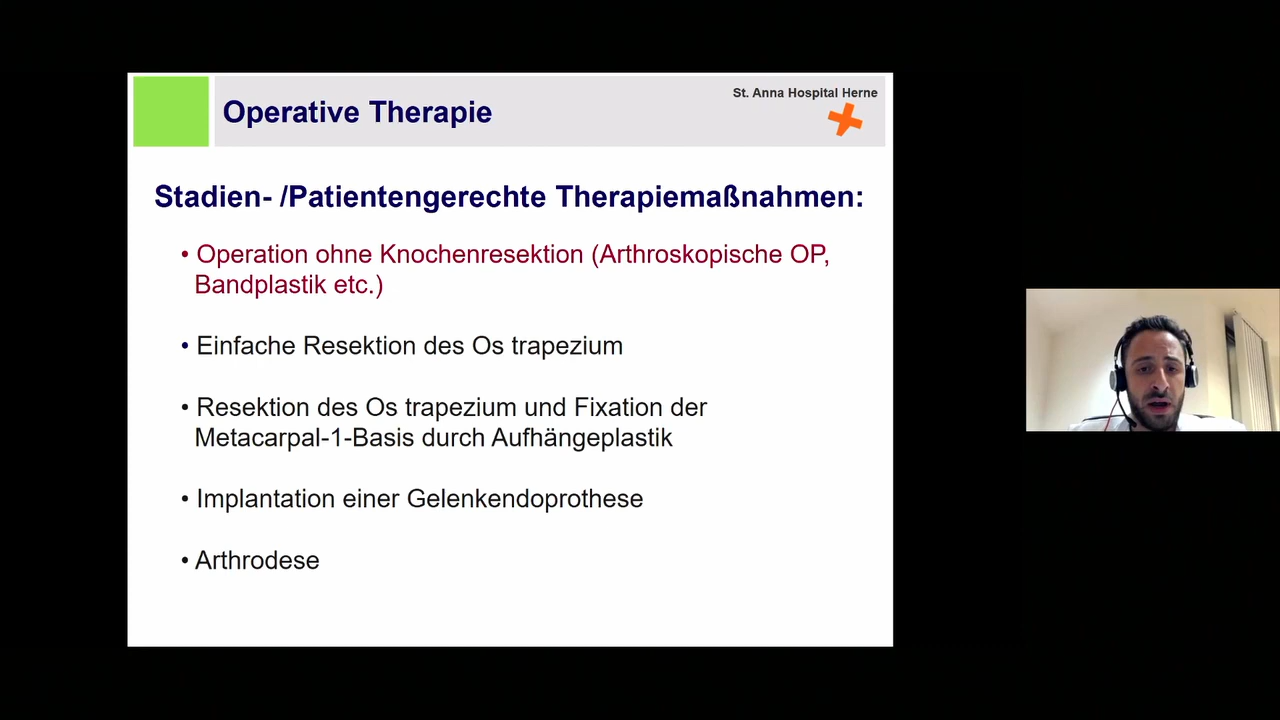 St. Anna Hospital Herne
Operative Therapie
Stadien- /Patientengerechte Therapiemaßnahmen:
• Operation ohne Knochenresektion (Arthroskopische OP,
Bandplastik etc.)
• Einfache Resektion des Os trapezium
• Resektion des Os trapezium und Fixation der
Metacarpal-1-Basis durch Aufhängeplastik
• Implantation einer Gelenkendoprothese
• Arthrodese